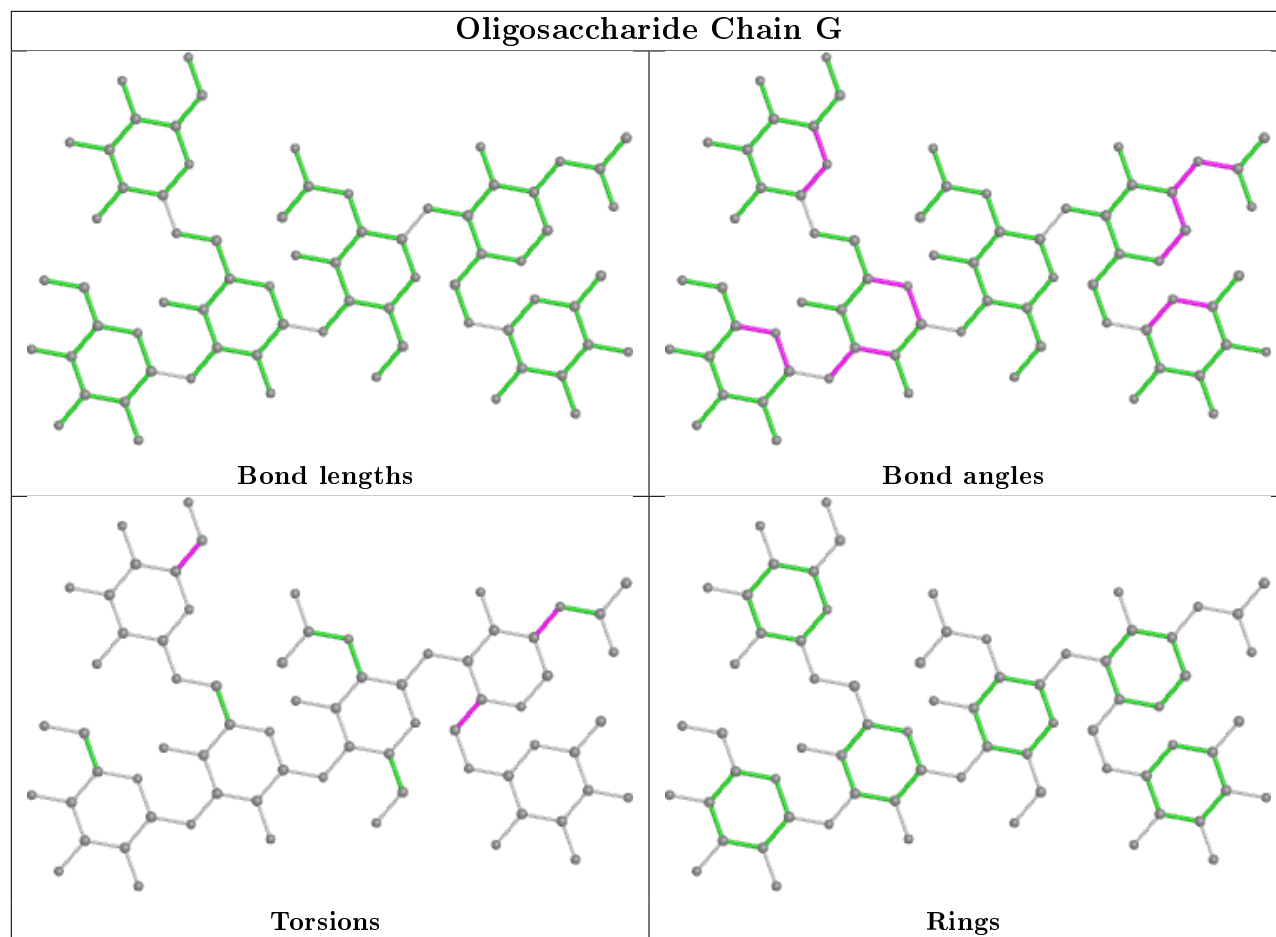 Oligosaccharide Chain G
Bond lengths
Bond angles
Torsions
Rings